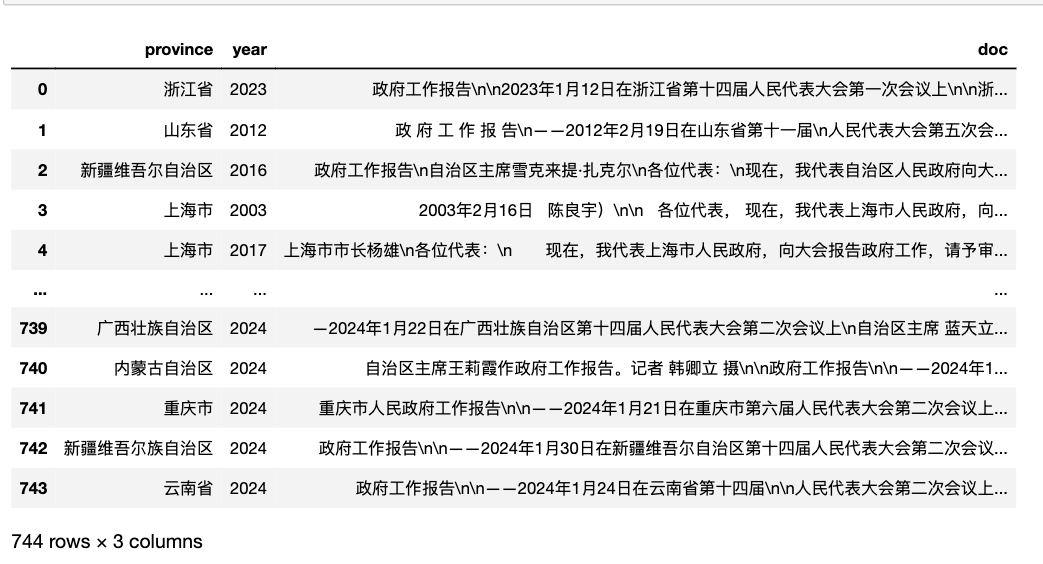 province year doc
0 浙江省 2023 政府工作报告\n\n2023年1月12日在浙江省第十四届人民代表大会第一次会议上\n\n浙...
1 山东省 2012 政 府 工 作 报 告\n——2012年2月19日在山东省第十一届\n人民代表大会第五次会...
2 新疆维吾尔自治区 2016 政府工作报告\n自治区主席雪克来提·扎克尔\n各位代表：\n现在，我代表自治区人民政府向大...
3 上海市 2003 2003年2月16日 陈良宇）\n\n 各位代表， 现在，我代表上海市人民政府，向...
4 上海市 2017 上海市市长杨雄\n各位代表：\n 现在，我代表上海市人民政府，向大会报告政府工作，请予审...
... ... ... ...
739 广西壮族自治区 2024 —2024年1月22日在广西壮族自治区第十四届人民代表大会第二次会议上\n自治区主席 蓝天立...
740 内蒙古自治区 2024 自治区主席王莉霞作政府工作报告。记者 韩卿立 摄\n\n政府工作报告\n\n——2024年1...
741 重庆市 2024 重庆市人民政府工作报告\n\n——2024年1月21日在重庆市第六届人民代表大会第二次会议上...
742 新疆维吾尔族自治区 2024 政府工作报告\n\n——2024年1月30日在新疆维吾尔自治区第十四届人民代表大会第二次会议...
743 云南省 2024 政府工作报告\n\n——2024年1月24日在云南省第十四届\n\n人民代表大会第二次会议上...
744 rows × 3 columns